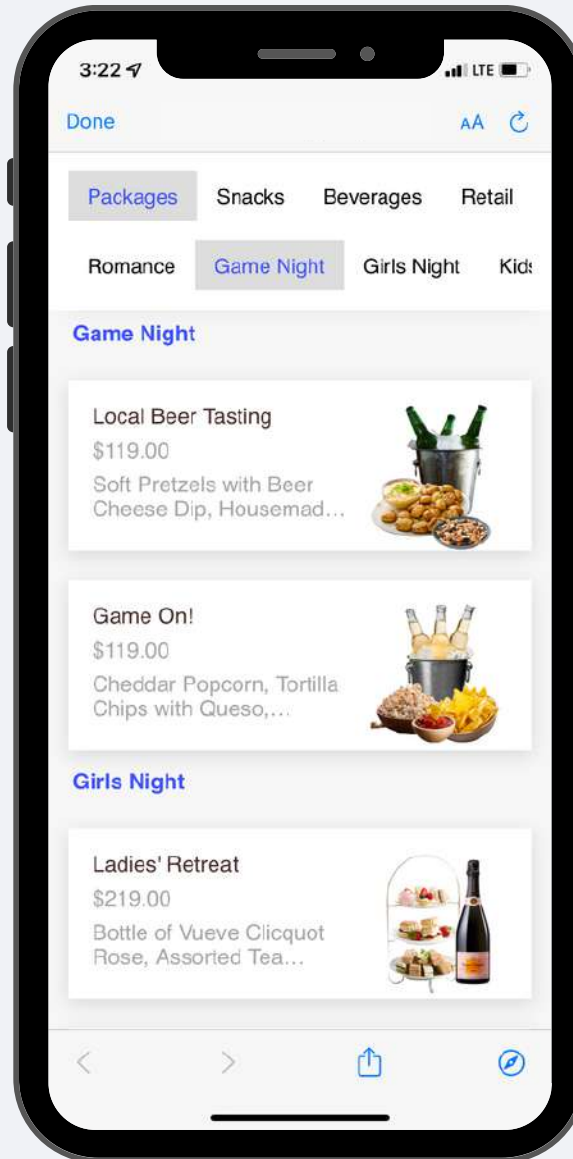 3:22 LTE
Done AA
Packages Snacks Beverages Retail
Romance Game Night Girls Night Kids
Game Night
Local Beer Tasting
$119.00
Soft Pretzels with Beer
Cheese Dip, Housemad...
Game On!
$119.00
Cheddar Popcorn, Tortilla
Chips with Queso,...
Girls Night
Ladies' Retreat
$219.00
Bottle of Vueve Clicquot
Rose, Assorted Tea...